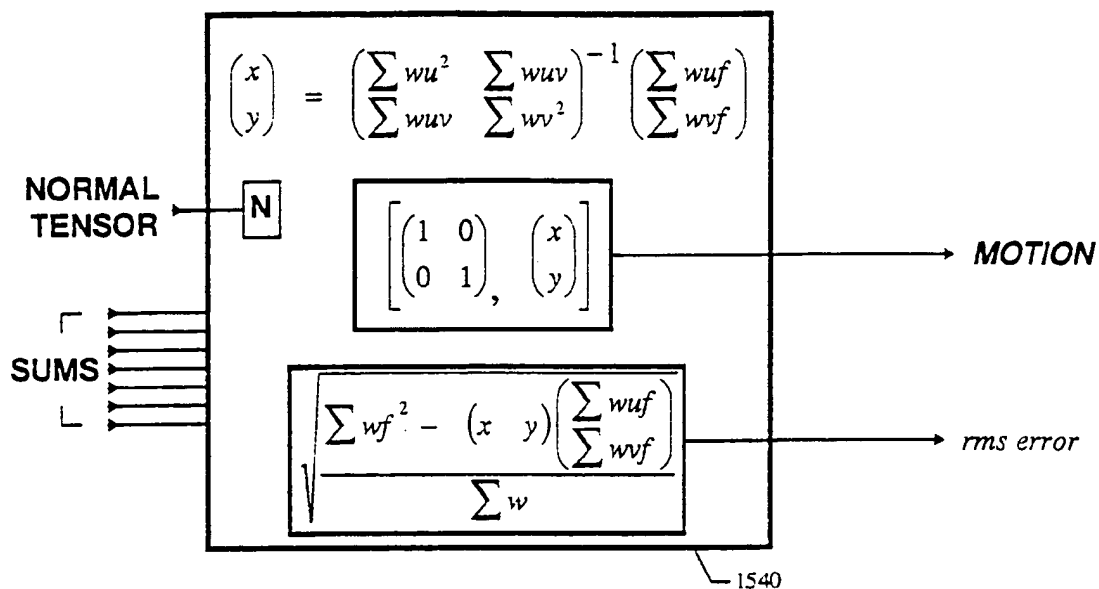 (x y) = (∑wu² ∑wuv ∑wuv ∑wv²)⁻¹ (∑wuf ∑wvf)
NORMAL TENSOR
N
[(1 0 0 1), (x y)]
MOTION
SUMS
√((∑wf² − (x y)(∑wuf ∑wvf)) / ∑w)
rms error
1540